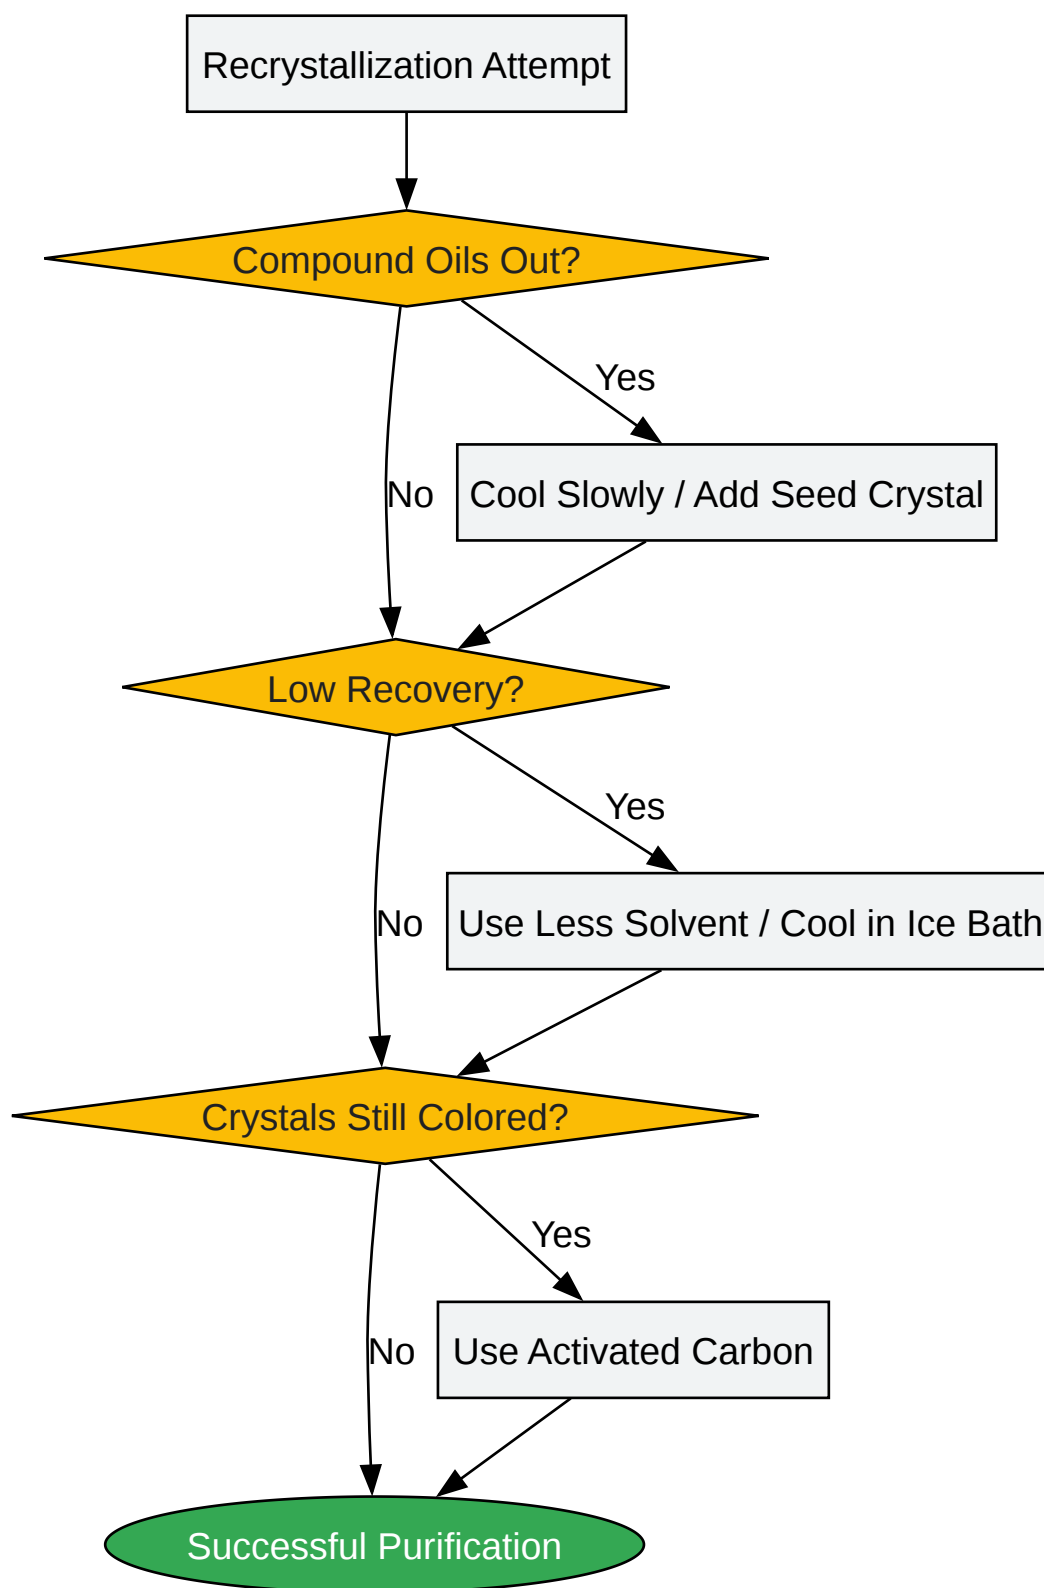 Recrystallization Attempt
Compound Oils Out?
Yes
No
Cool Slowly / Add Seed Crystal
Low Recovery?
Yes
No
Use Less Solvent / Cool in Ice Bath
Crystals Still Colored?
Yes
No
Use Activated Carbon
Successful Purification